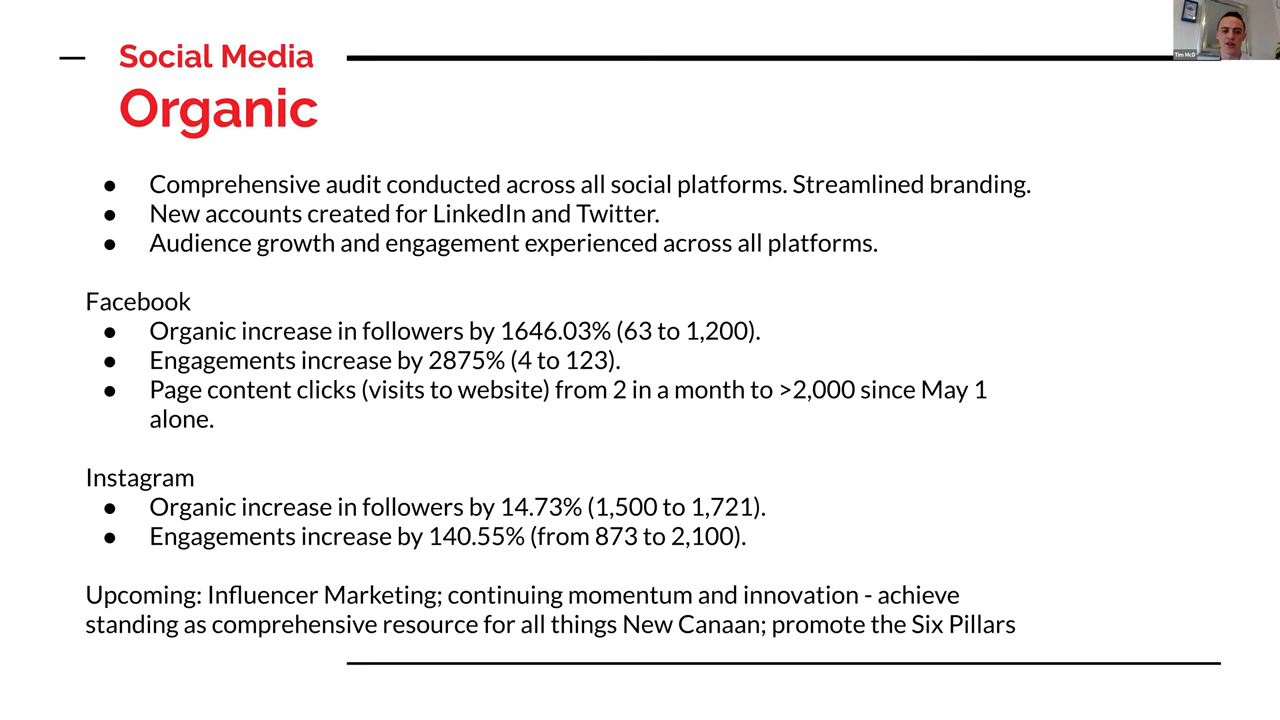 Social Media
Organic
Tim McD
● Comprehensive audit conducted across all social platforms. Streamlined branding.
● New accounts created for LinkedIn and Twitter.
● Audience growth and engagement experienced across all platforms.
Facebook
● Organic increase in followers by 1646.03% (63 to 1,200).
● Engagements increase by 2875% (4 to 123).
● Page content clicks (visits to website) from 2 in a month to >2,000 since May 1
alone.
Instagram
● Organic increase in followers by 14.73% (1,500 to 1,721).
● Engagements increase by 140.55% (from 873 to 2,100).
Upcoming: Influencer Marketing; continuing momentum and innovation - achieve
standing as comprehensive resource for all things New Canaan; promote the Six Pillars